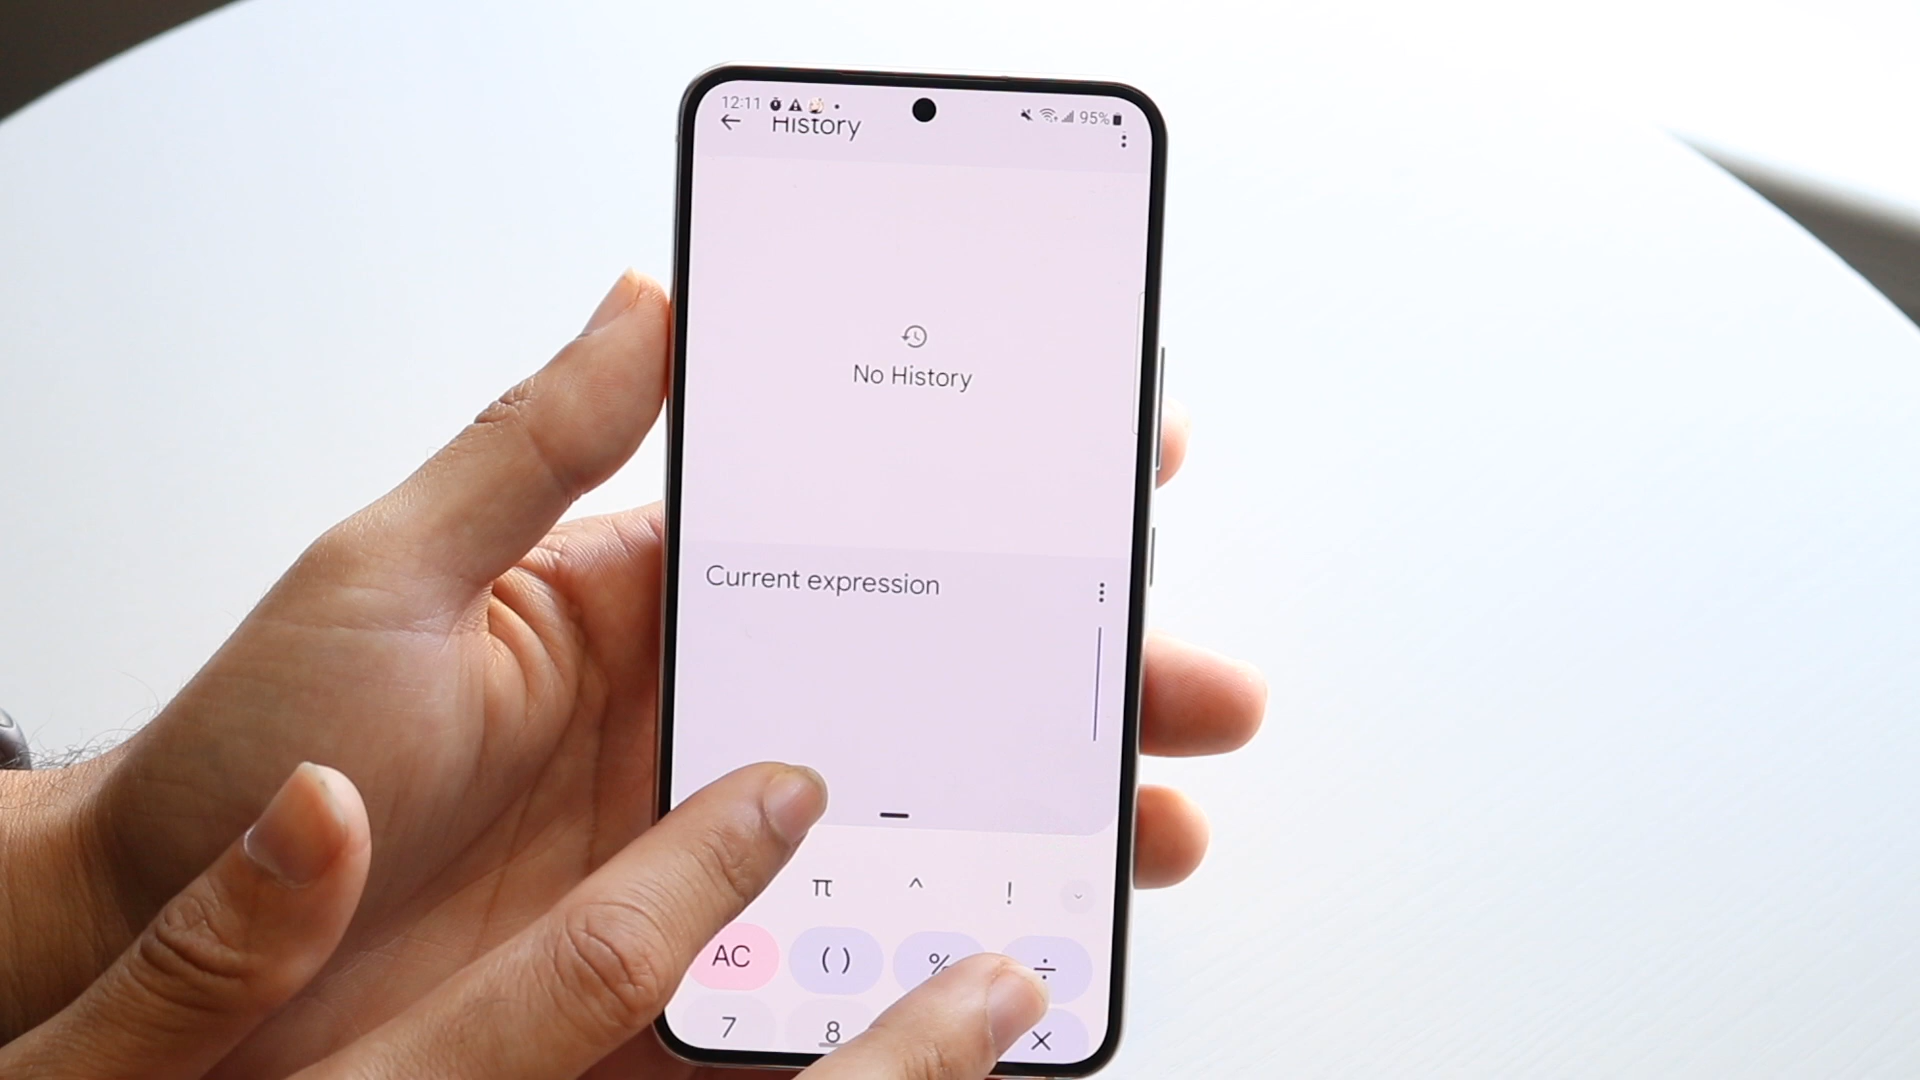 12:11
95%
History
No History
Current expression
π ^ !
AC ( ) % ÷
7 8 ×